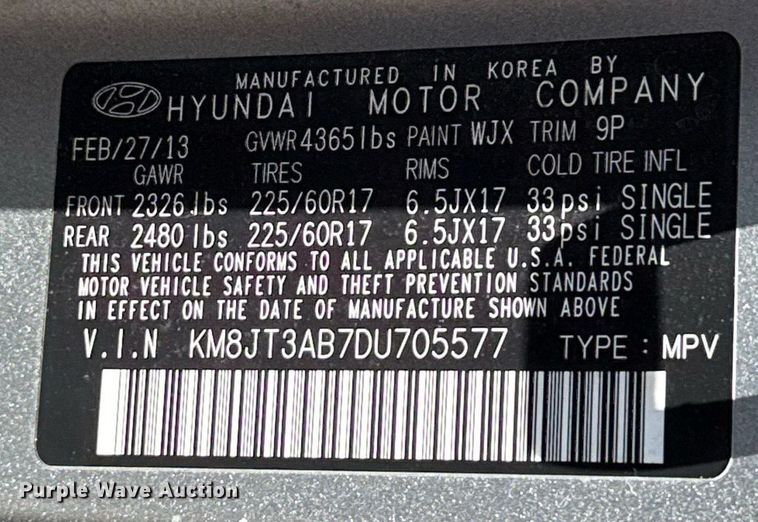 MANUFACTURED IN KOREA BY
HYUNDAI MOTOR COMPANY
FEB/27/13 GVWR 4365lbs PAINT WJX TRIM 9P
GAWR TIRES RIMS COLD TIRE INFL
FRONT 2326 lbs 225/60R17 6.5JX17 33psi SINGLE
REAR 2480 lbs 225/60R17 6.5JX17 33psi SINGLE
THIS VEHICLE CONFORMS TO ALL APPLICABLE U.S.A. FEDERAL
MOTOR VEHICLE SAFETY AND THEFT PREVENTION STANDARDS
IN EFFECT ON THE DATE OF MANUFACTURE SHOWN ABOVE
V.I.N KM8JT3AB7DU705577 TYPE : MPV
Purple Wave Auction